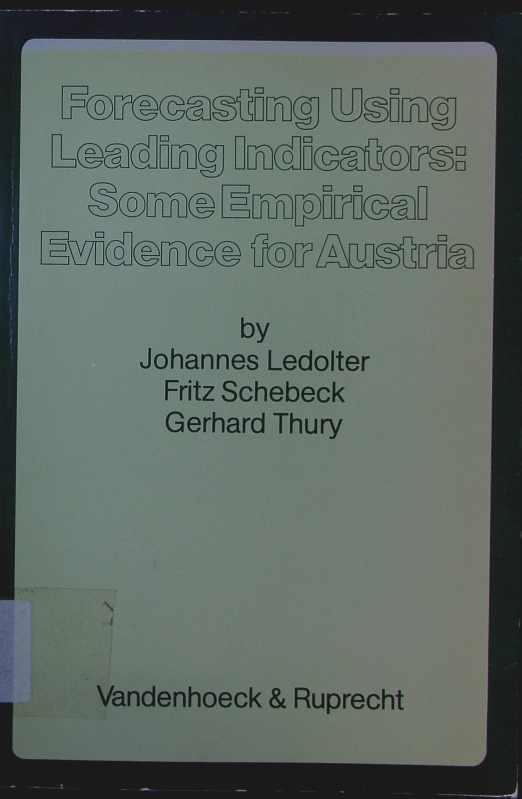 Forecasting Using
Leading Indicators:
Some Empirical
Evidence for Austria
by
Johannes Ledolter
Fritz Schebeck
Gerhard Thury
Vandenhoeck & Ruprecht